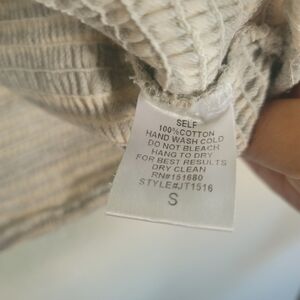 SELF
100%COTTON
HAND WASH COLD
DO NOT BLEACH
HANG TO DRY
FOR BEST RESULTS
DRY CLEAN
RN#151680
STYLE#JT1516
S